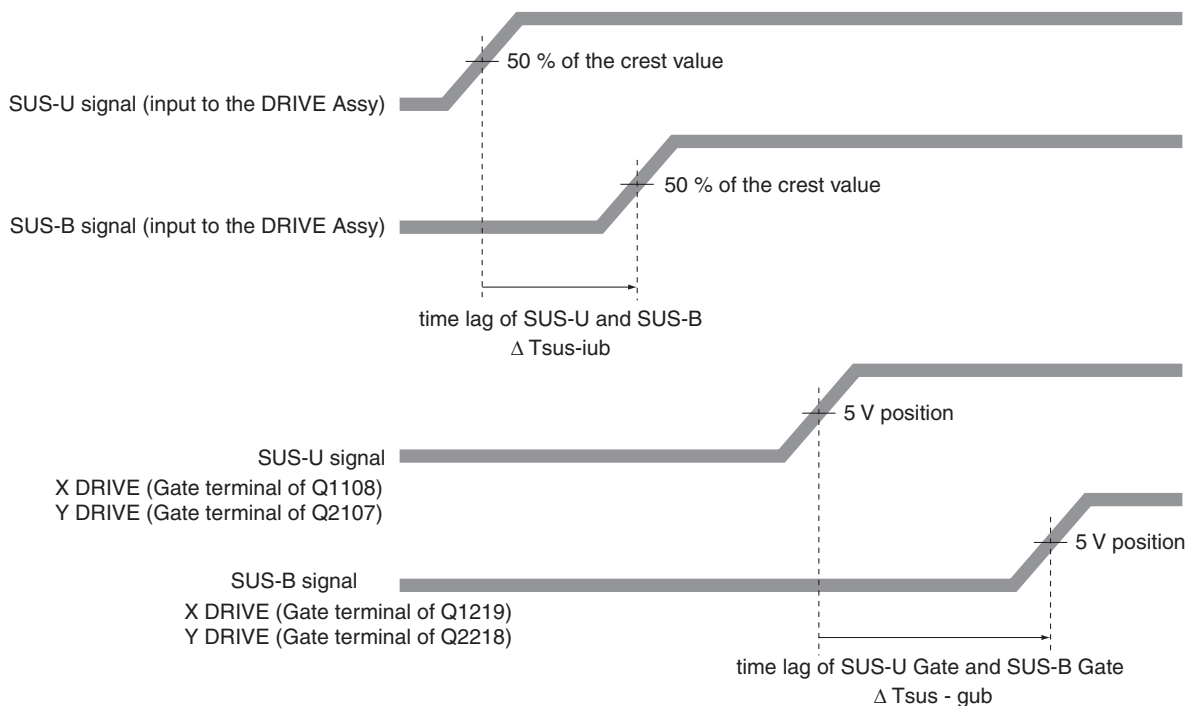 50 % of the crest value
SUS-U signal (input to the DRIVE Assy)
50 % of the crest value
SUS-B signal (input to the DRIVE Assy)
time lag of SUS-U and SUS-B
Δ Tsus-iub
5 V position
SUS-U signal
X DRIVE (Gate terminal of Q1108)
Y DRIVE (Gate terminal of Q2107)
5 V position
SUS-B signal
X DRIVE (Gate terminal of Q1219)
Y DRIVE (Gate terminal of Q2218)
time lag of SUS-U Gate and SUS-B Gate
Δ Tsus - gub